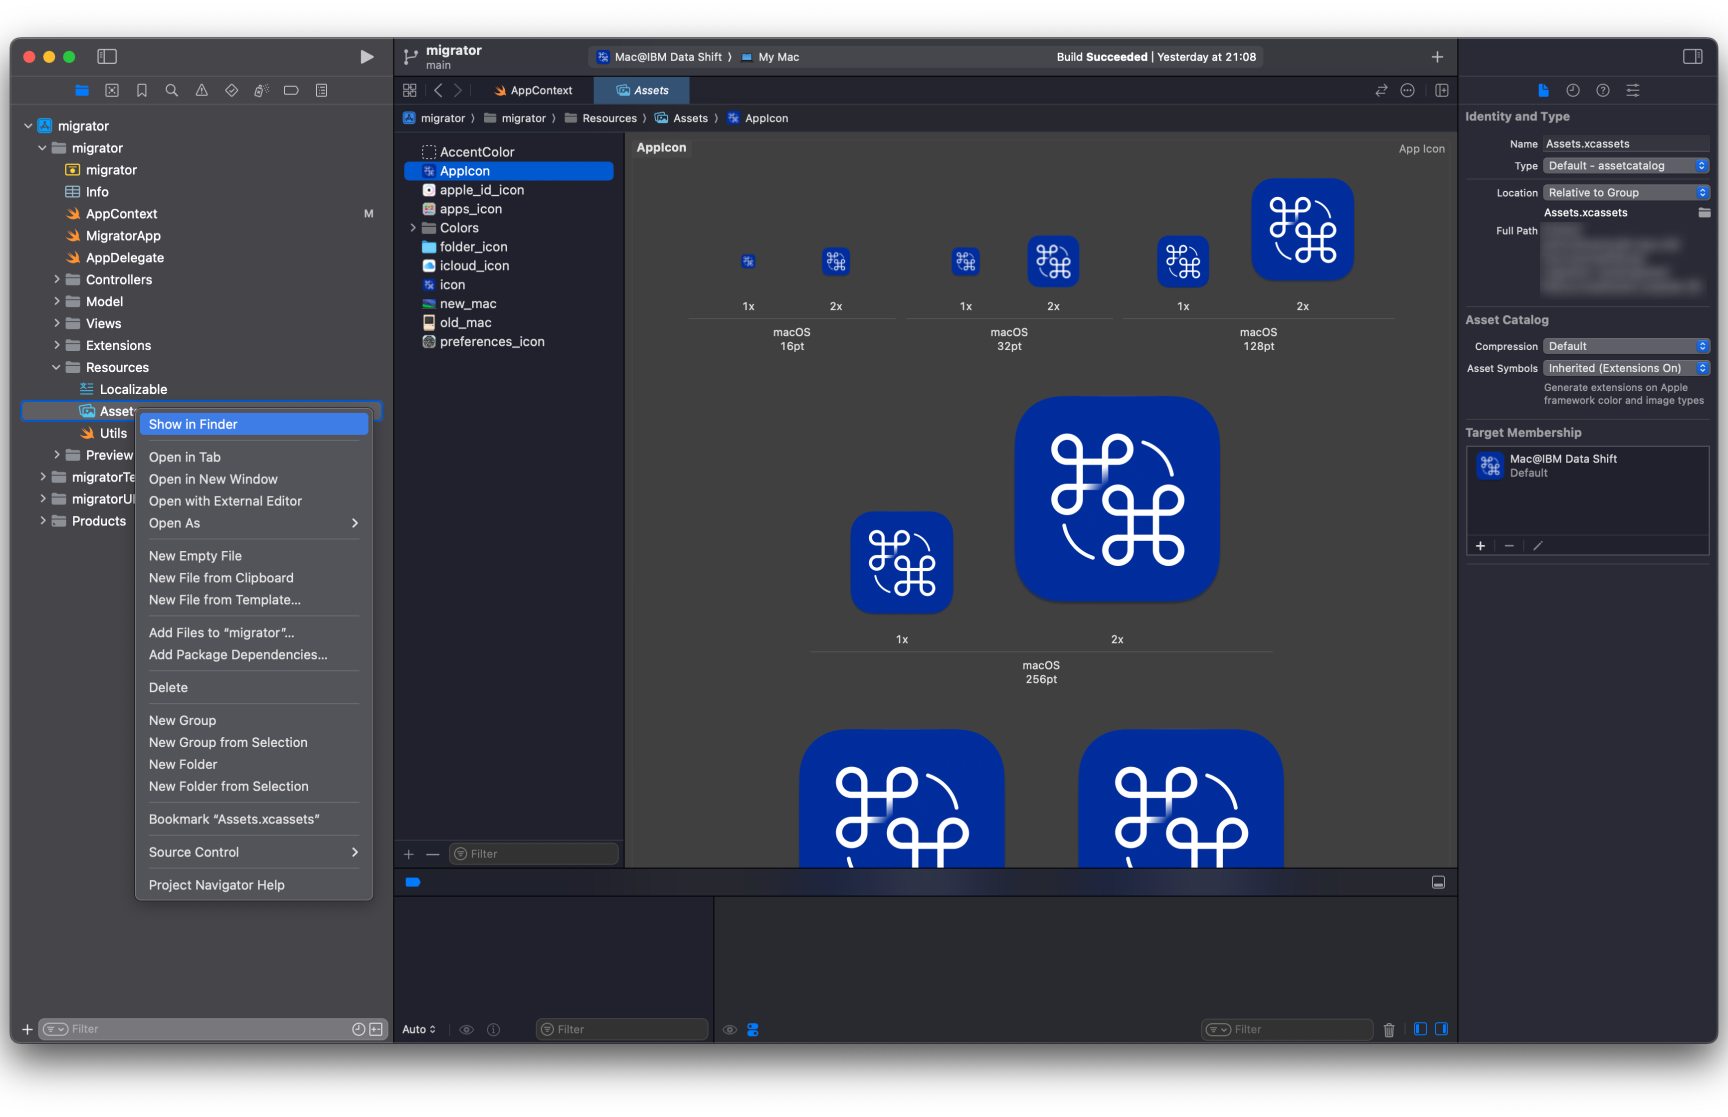 migrator
main
Mac@IBM Data Shift
My Mac
Build Succeeded | Yesterday at 21:08
AppContext
Assets
migrator
migrator
Resources
Assets
AppIcon
migrator
migrator
migrator
Info
AppContext
M
MigratorApp
AppDelegate
Controllers
Model
Views
Extensions
Resources
Localizable
Utils
Preview
Products
Show in Finder
Open in Tab
Open in New Window
Open with External Editor
Open As
New Empty File
New File from Clipboard
New File from Template...
Add Files to “migrator”...
Add Package Dependencies...
Delete
New Group
New Group from Selection
New Folder
New Folder from Selection
Bookmark “Assets.xcassets”
Source Control
Project Navigator Help
Filter
AccentColor
AppIcon
apple_id_icon
apps_icon
Colors
folder_icon
icloud_icon
icon
new_mac
old_mac
preferences_icon
Filter
AppIcon
App Icon
1x
2x
1x
2x
1x
2x
macOS
16pt
macOS
32pt
macOS
128pt
1x
2x
macOS
256pt
Auto
Filter
Filter
Identity and Type
Name Assets.xcassets
Type Default - assetcatalog
Location Relative to Group
Assets.xcassets
Full Path
Asset Catalog
Compression Default
Asset Symbols Inherited (Extensions On)
Generate extensions on Apple
framework color and image types
Target Membership
Mac@IBM Data Shift
Default